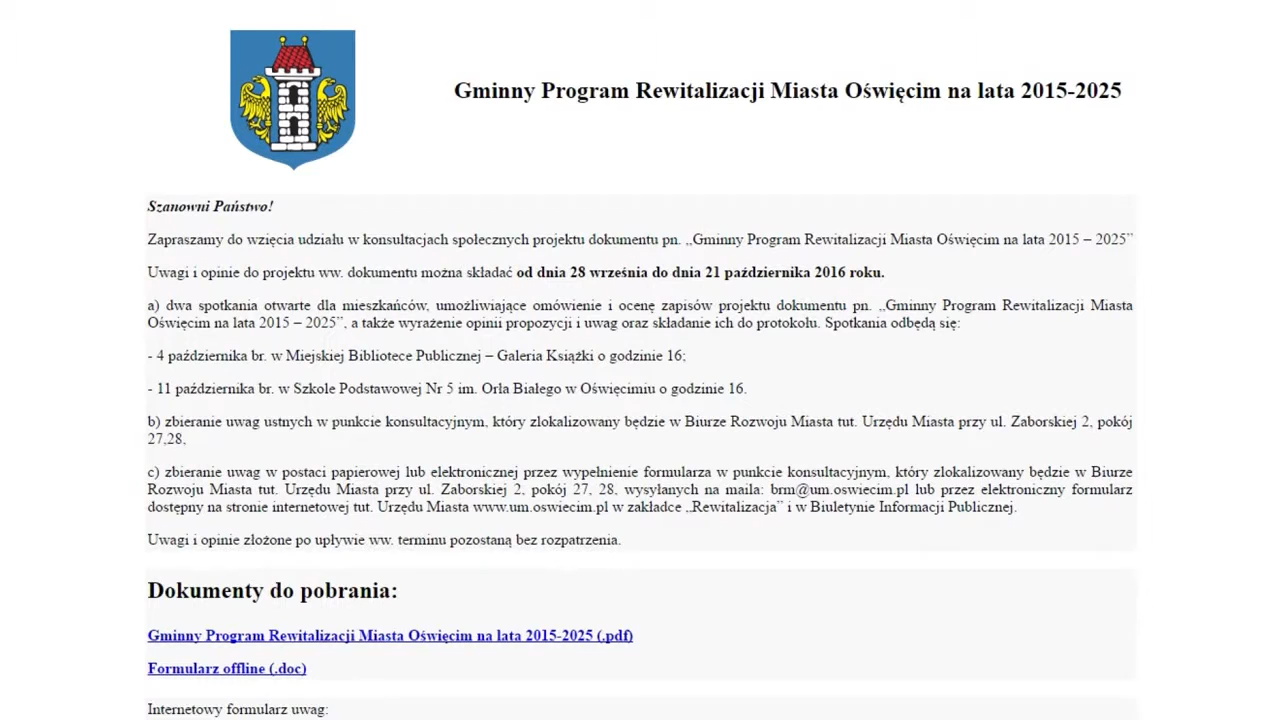 Gminny Program Rewitalizacji Miasta Oświęcim na lata 2015-2025
Szanowni Państwo!
Zapraszamy do wzięcia udziału w konsultacjach społecznych projektu dokumentu pn. „Gminny Program Rewitalizacji Miasta Oświęcim na lata 2015 – 2025”
Uwagi i opinie do projektu ww. dokumentu można składać od dnia 28 września do dnia 21 października 2016 roku.
a) dwa spotkania otwarte dla mieszkańców, umożliwiające omówienie i ocenę zapisów projektu dokumentu pn. „Gminny Program Rewitalizacji Miasta
Oświęcim na lata 2015 – 2025”, a także wyrażenie opinii propozycji i uwag oraz składanie ich do protokołu. Spotkania odbędą się:
- 4 października br. w Miejskiej Bibliotece Publicznej – Galeria Książki o godzinie 16;
- 11 października br. w Szkole Podstawowej Nr 5 im. Orła Białego w Oświęcimiu o godzinie 16.
b) zbieranie uwag ustnych w punkcie konsultacyjnym, który zlokalizowany będzie w Biurze Rozwoju Miasta tut. Urzędu Miasta przy ul. Zaborskiej 2, pokój
27,28,
c) zbieranie uwag w postaci papierowej lub elektronicznej przez wypełnienie formularza w punkcie konsultacyjnym, który zlokalizowany będzie w Biurze
Rozwoju Miasta tut. Urzędu Miasta przy ul. Zaborskiej 2, pokój 27, 28, wysyłanych na maila: brm@um.oswiecim.pl lub przez elektroniczny formularz
dostępny na stronie internetowej tut. Urzędu Miasta www.um.oswiecim.pl w zakładce „Rewitalizacja” i w Biuletynie Informacji Publicznej.
Uwagi i opinie złożone po upływie ww. terminu pozostaną bez rozpatrzenia.
Dokumenty do pobrania:
Gminny Program Rewitalizacji Miasta Oświęcim na lata 2015-2025 (.pdf)
Formularz offline (.doc)
Internetowy formularz uwag: